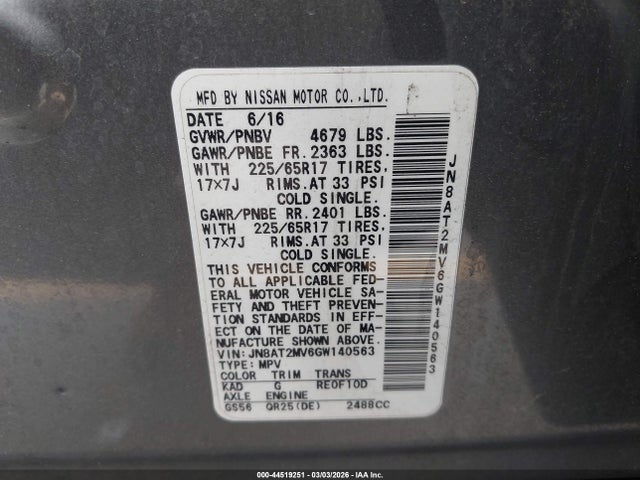 MFD BY NISSAN MOTOR CO.,LTD.
DATE 6/16
GVWR/PNBV 4679 LBS.
GAWR/PNBE FR. 2363 LBS.
WITH 225/65R17 TIRES,
17×7J RIMS.AT 33 PSI
COLD SINGLE.
GAWR/PNBE RR. 2401 LBS.
WITH 225/65R17 TIRES,
17×7J RIMS.AT 33 PSI
COLD SINGLE.
THIS VEHICLE CONFORMS
TO ALL APPLICABLE FED-
ERAL MOTOR VEHICLE SA-
FETY AND THEFT PREVEN-
TION STANDARDS IN EFF-
ECT ON THE DATE OF MA-
NUFACTURE SHOWN ABOVE.
VIN: JN8AT2MV6GW140563
TYPE: MPV
COLOR TRIM TRANS
KAD G RE0F10D
AXLE ENGINE
GS56 QR25(DE) 2488CC
JN8AT2MV6GW140563
000-44519251 - 03/03/2026 - IAA Inc.